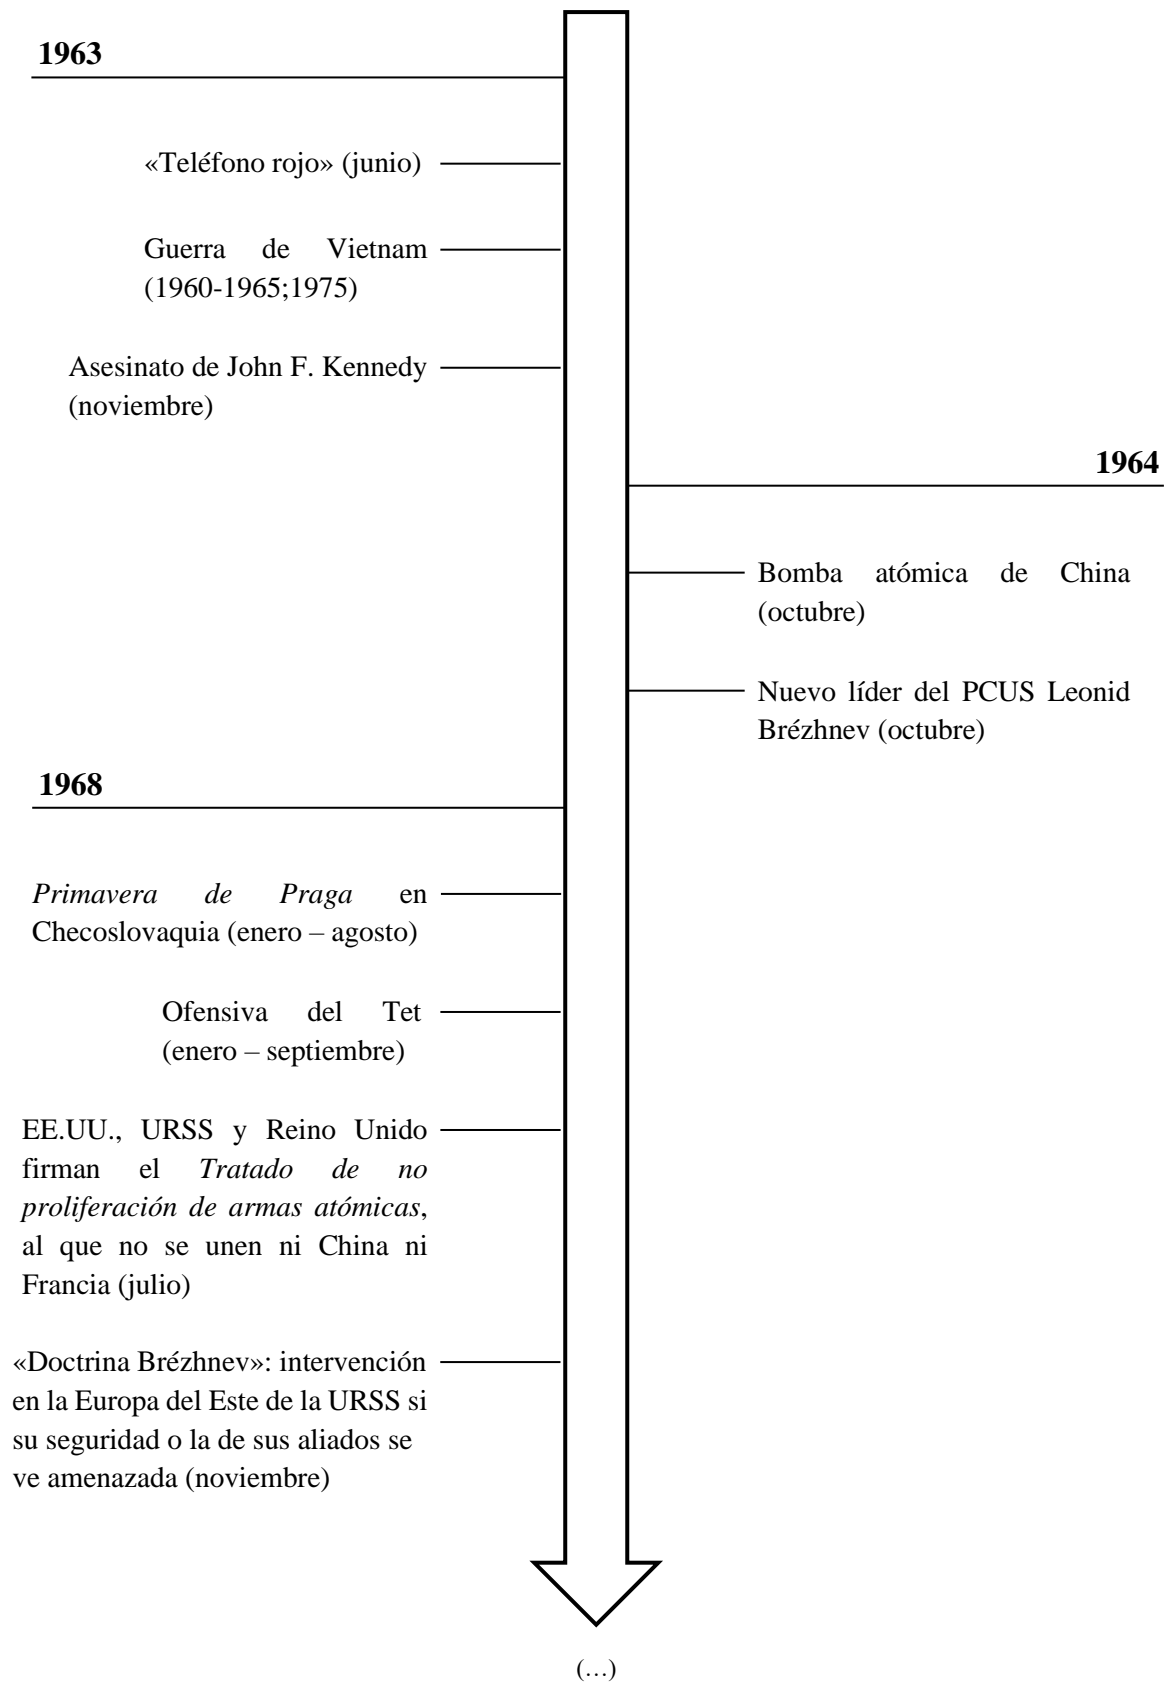 1963
«Teléfono rojo» (junio)
Guerra de Vietnam
(1960-1965;1975)
Asesinato de John F. Kennedy
(noviembre)
1964
Bomba atómica de China
(octubre)
Nuevo líder del PCUS Leonid
Brézhnev (octubre)
1968
Primavera de Praga en
Checoslovaquia (enero – agosto)
Ofensiva del Tet
(enero – septiembre)
EE.UU., URSS y Reino Unido
firman el Tratado de no
proliferación de armas atómicas,
al que no se unen ni China ni
Francia (julio)
«Doctrina Brézhnev»: intervención
en la Europa del Este de la URSS si
su seguridad o la de sus aliados se
ve amenazada (noviembre)
(…)